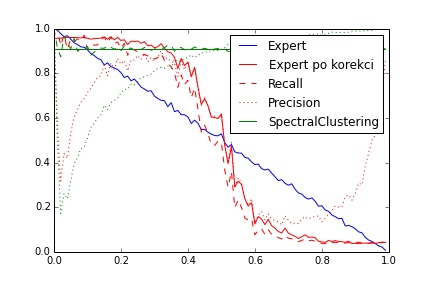 1.0
0.8
0.6
0.4
0.2
0.0
Expert
Expert po korekci
Recall
Precision
SpectralClustering
0.0 0.2 0.4 0.6 0.8 1.0